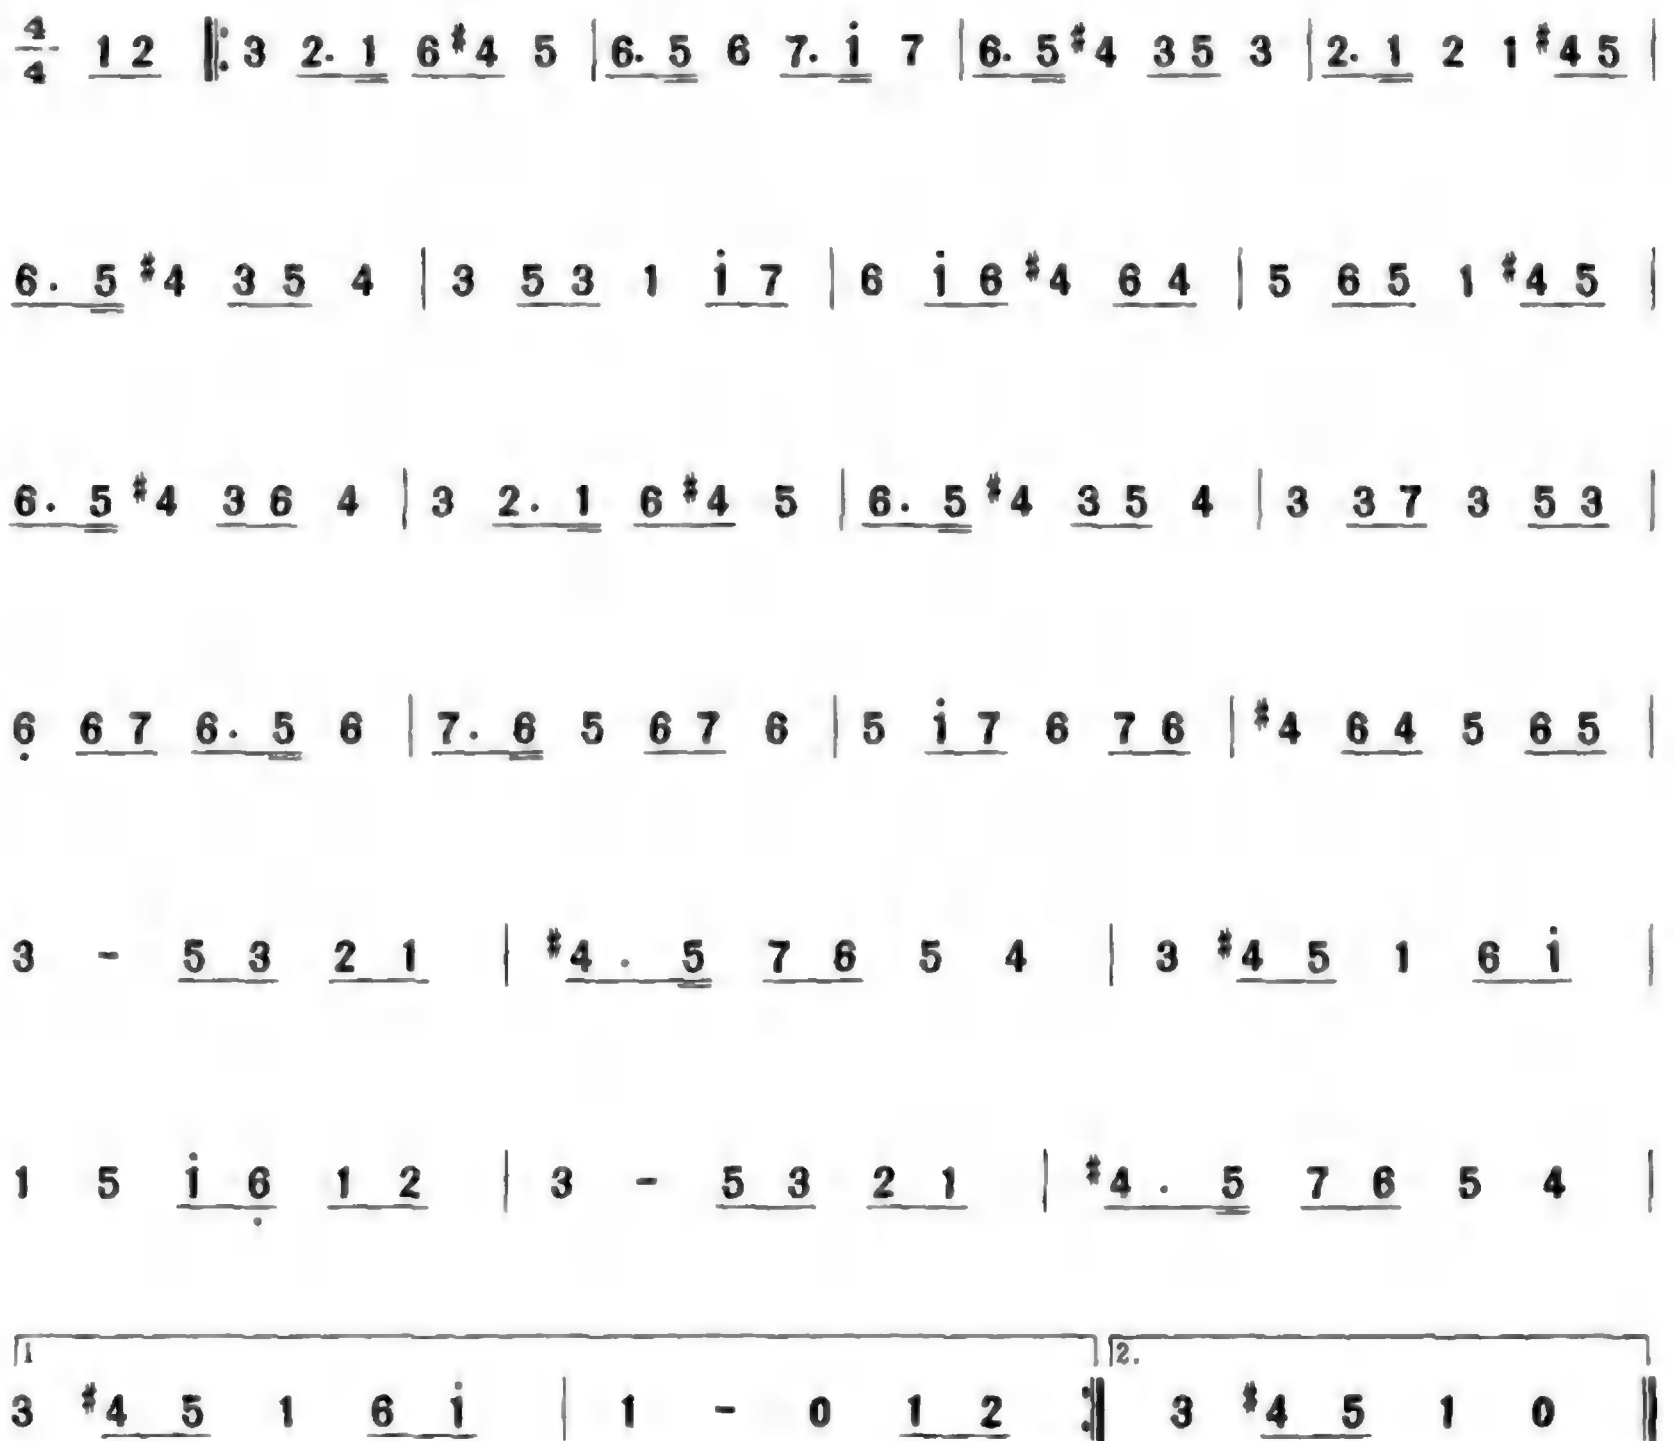 4/4 1 2 ‖: 3 2. 1 6 #4 5 | 6. 5 6 7. i 7 | 6. 5 #4 3 5 3 | 2. 1 2 1 #4 5 |
6. 5 #4 3 5 4 | 3 5 3 1 i 7 | 6 i 6 #4 6 4 | 5 6 5 1 #4 5 |
6. 5 #4 3 6 4 | 3 2. 1 6 #4 5 | 6. 5 #4 3 5 4 | 3 3 7 3 5 3 |
6̣ 6 7 6. 5 6 | 7. 6 5 6 7 6 | 5 i 7 6 7 6 | #4 6 4 5 6 5 |
3 - 5 3 2 1 | #4. 5 7 6 5 4 | 3 #4 5 1 6 i |
1 5 i 6̣ 1 2 | 3 - 5 3 2 1 | #4. 5 7 6 5 4 |
1 2.
3 #4 5 1 6 i | 1 - 0 1 2 :‖ 3 #4 5 1 0 ‖